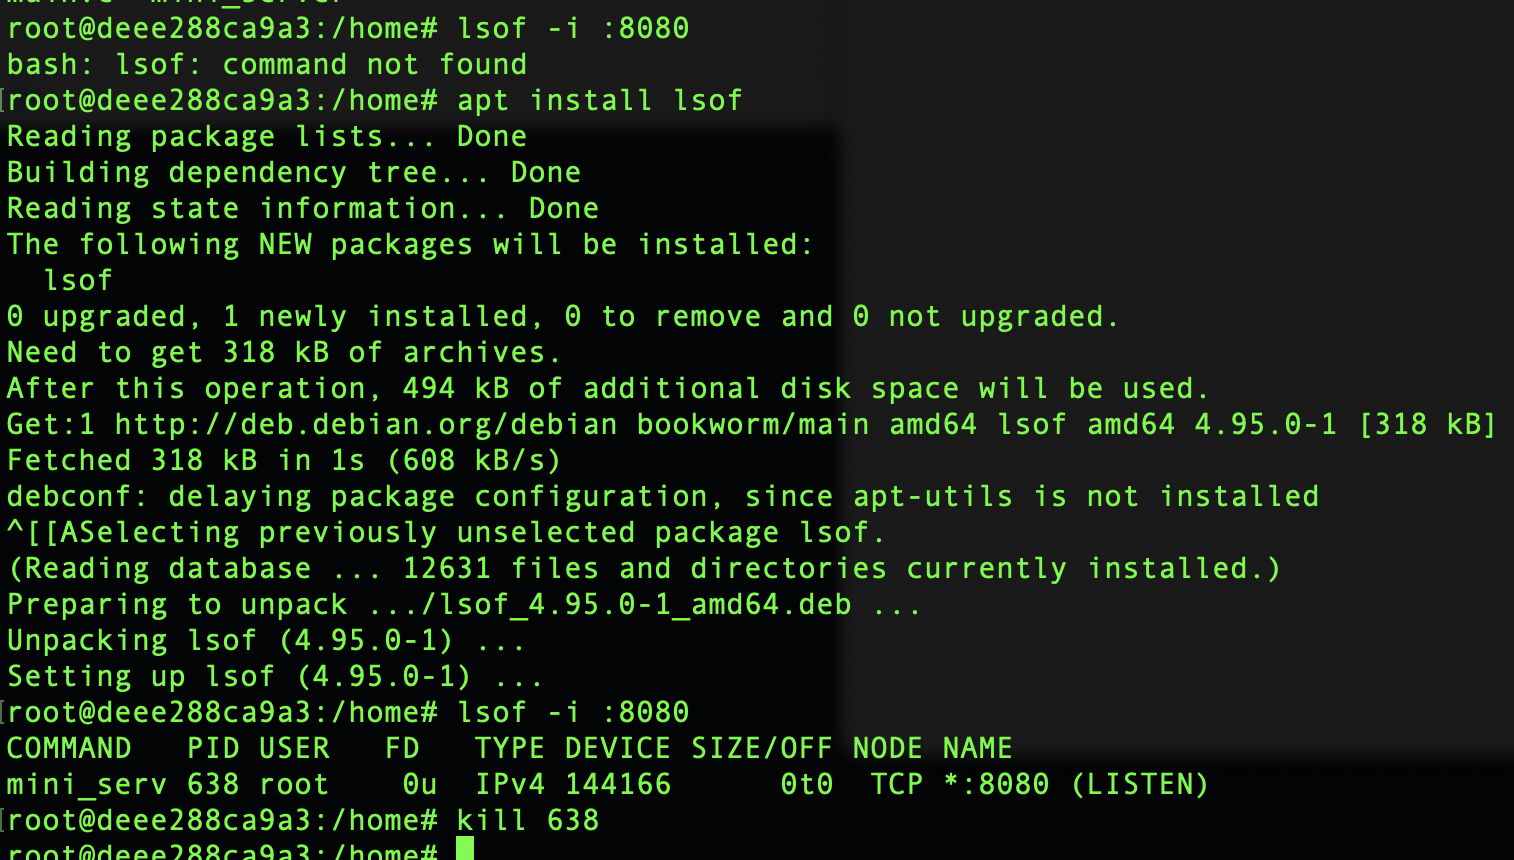 root@deee288ca9a3:/home# lsof -i :8080
bash: lsof: command not found
[root@deee288ca9a3:/home# apt install lsof
Reading package lists... Done
Building dependency tree... Done
Reading state information... Done
The following NEW packages will be installed:
  lsof
0 upgraded, 1 newly installed, 0 to remove and 0 not upgraded.
Need to get 318 kB of archives.
After this operation, 494 kB of additional disk space will be used.
Get:1 http://deb.debian.org/debian bookworm/main amd64 lsof amd64 4.95.0-1 [318 kB]
Fetched 318 kB in 1s (608 kB/s)
debconf: delaying package configuration, since apt-utils is not installed
^[[ASelecting previously unselected package lsof.
(Reading database ... 12631 files and directories currently installed.)
Preparing to unpack .../lsof_4.95.0-1_amd64.deb ...
Unpacking lsof (4.95.0-1) ...
Setting up lsof (4.95.0-1) ...
[root@deee288ca9a3:/home# lsof -i :8080
COMMAND   PID USER   FD   TYPE DEVICE SIZE/OFF NODE NAME
mini_serv 638 root    0u  IPv4 144166      0t0  TCP *:8080 (LISTEN)
[root@deee288ca9a3:/home# kill 638
root@deee288ca9a3:/home#